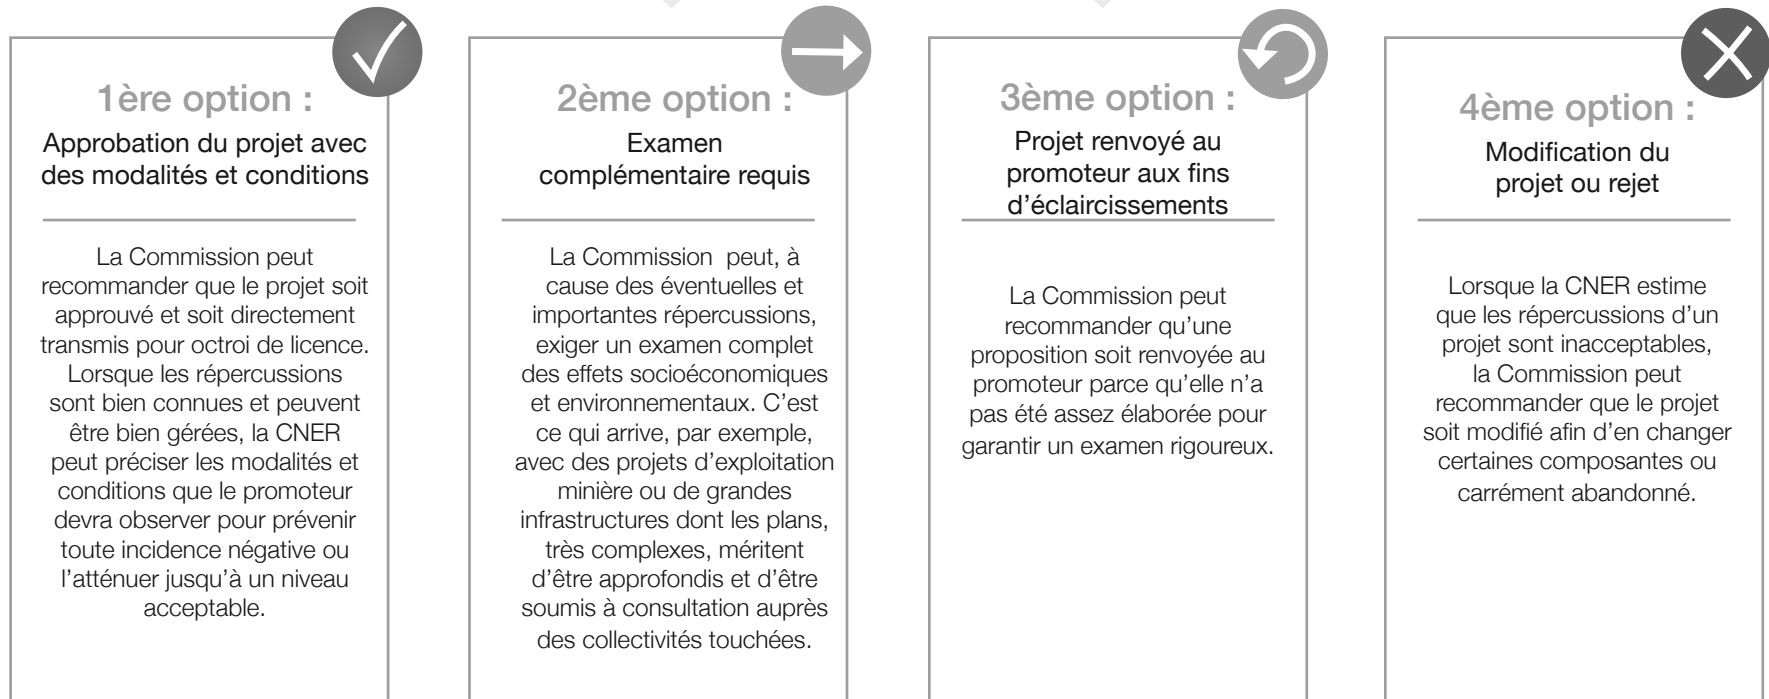 1ère option :
Approbation du projet avec
des modalités et conditions
La Commission peut
recommander que le projet soit
approuvé et soit directement
transmis pour octroi de licence.
Lorsque les répercussions
sont bien connues et peuvent
être bien gérées, la CNER
peut préciser les modalités et
conditions que le promoteur
devra observer pour prévenir
toute incidence négative ou
l’atténuer jusqu’à un niveau
acceptable.
2ème option :
Examen
complémentaire requis
La Commission  peut, à
cause des éventuelles et
importantes répercussions,
exiger un examen complet
des effets socioéconomiques
et environnementaux. C’est
ce qui arrive, par exemple,
avec des projets d’exploitation
minière ou de grandes
infrastructures dont les plans,
très complexes, méritent
d’être approfondis et d’être
soumis à consultation auprès
des collectivités touchées.
3ème option :
Projet renvoyé au
promoteur aux fins
d’éclaircissements
La Commission peut
recommander qu’une
proposition soit renvoyée au
promoteur parce qu’elle n’a
pas été assez élaborée pour
garantir un examen rigoureux.
4ème option :
Modification du
projet ou rejet
Lorsque la CNER estime
que les répercussions d’un
projet sont inacceptables,
la Commission peut
recommander que le projet
soit modifié afin d’en changer
certaines composantes ou
carrément abandonné.